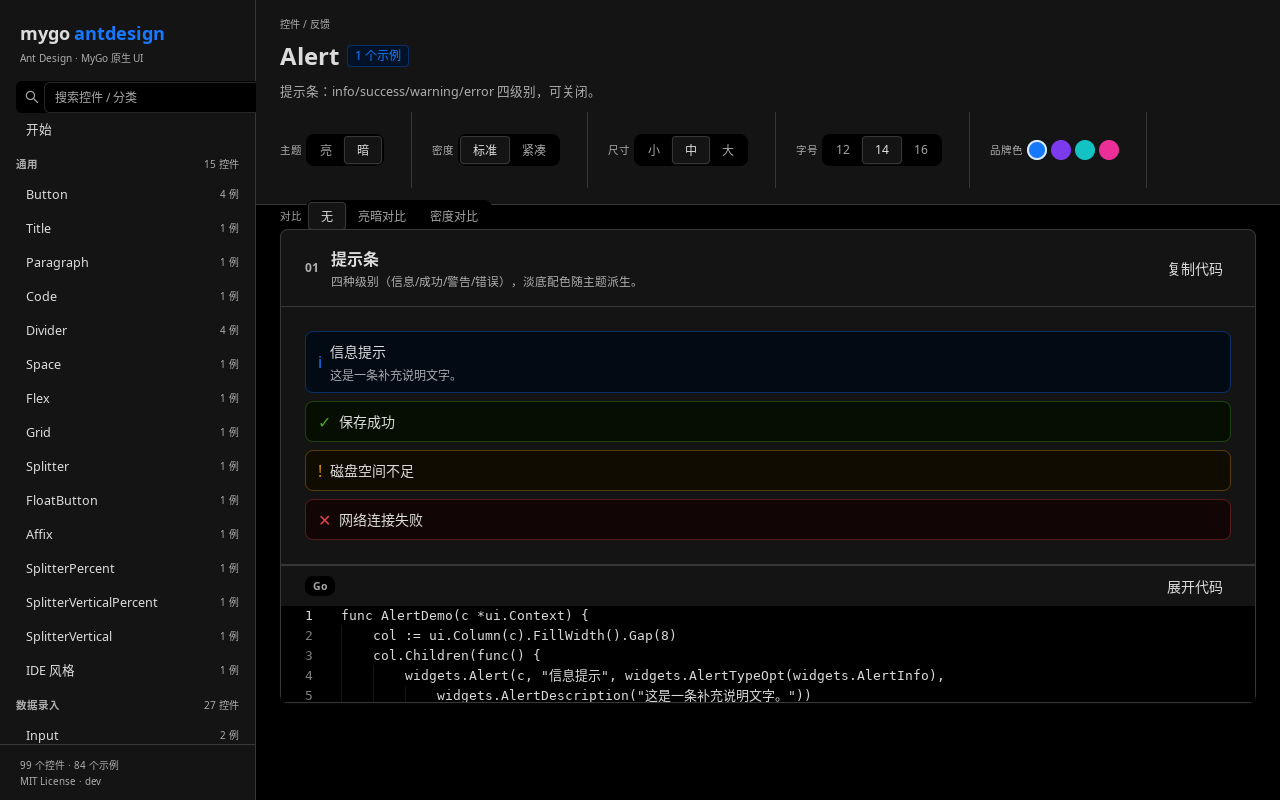 mygo antdesign
Ant Design · MyGo 原生 UI
搜索控件 / 分类
开始
通用 15 控件
Button 4 例
Title 1 例
Paragraph 1 例
Code 1 例
Divider 4 例
Space 1 例
Flex 1 例
Grid 1 例
Splitter 1 例
FloatButton 1 例
Affix 1 例
SplitterPercent 1 例
SplitterVerticalPercent 1 例
SplitterVertical 1 例
IDE 风格 1 例
数据录入 27 控件
Input 2 例
99 个控件 · 84 个示例
MIT License · dev
控件 / 反馈
Alert 1 个示例
提示条：info/success/warning/error 四级别，可关闭。
主题 亮 暗 密度 标准 紧凑 尺寸 小 中 大 字号 12 14 16 品牌色
对比 无 亮暗对比 密度对比
01 提示条 复制代码
四种级别（信息/成功/警告/错误），淡底配色随主题派生。
i 信息提示
这是一条补充说明文字。
✓ 保存成功
! 磁盘空间不足
✕ 网络连接失败
Go 展开代码
1 func AlertDemo(c *ui.Context) {
2 col := ui.Column(c).FillWidth().Gap(8)
3 col.Children(func() {
4 widgets.Alert(c, "信息提示", widgets.AlertTypeOpt(widgets.AlertInfo),
5 widgets.AlertDescription("这是一条补充说明文字。"))